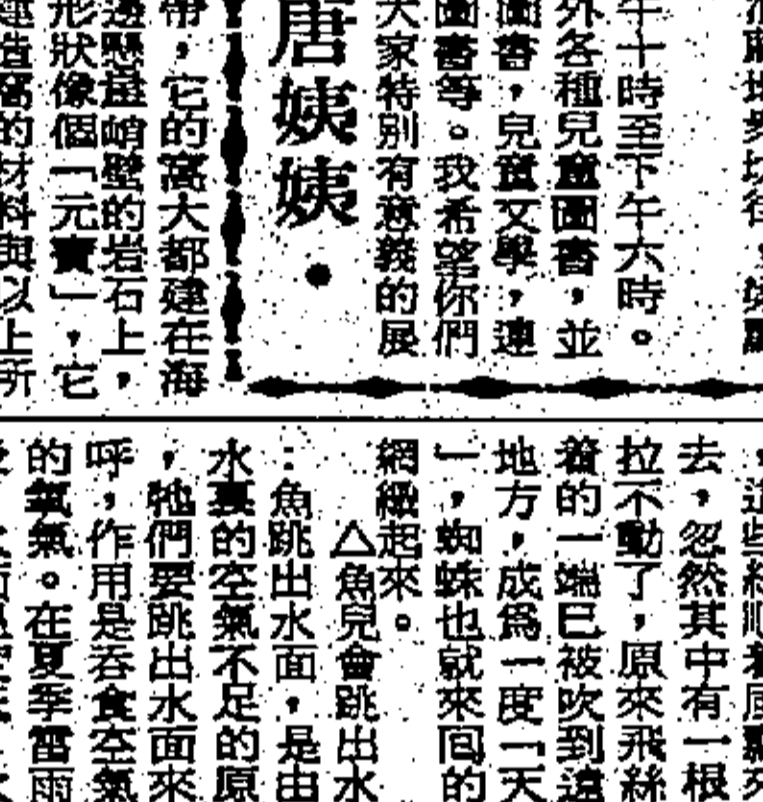 午十時至下午六時。
外各種兒童圖書，並
圖書，兒童文學，連
圖書等。我希望你們
大家特別有意義的展
唐姨姨●
帶，它的窩大都建在海
邊懸崖峭壁的岩石上，
形狀像個「元寶」，它
建造窩的材料與以上所
去，忽然其中有一根
拉不動了，原來飛絲
着的一端已被吹到遠
地方，成爲一度「天
」，蜘蛛也就來回的
網織起來。
△魚兒會跳出水
：魚跳出水面，是由
水裏的空氣不足的原
，牠們要跳出水面來
呼，作用是吞食空氣
的氧氣。在夏季雷雨